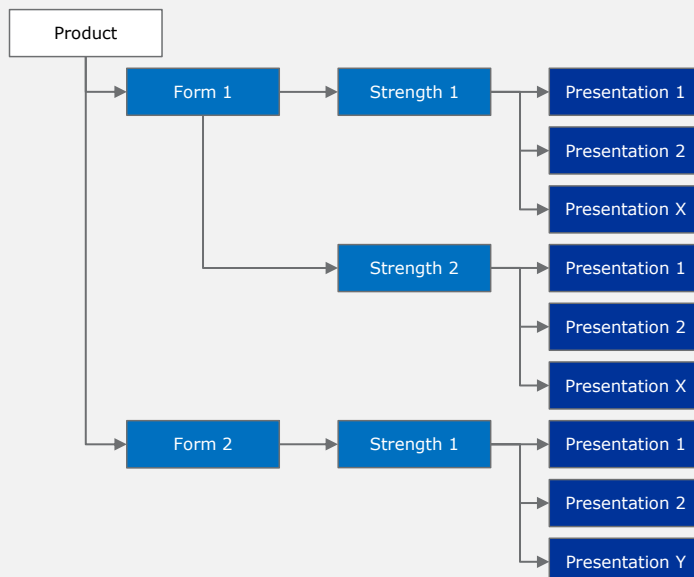 Product
Form 1
Strength 1
Presentation 1
Presentation 2
Presentation X
Strength 2
Presentation 1
Presentation 2
Presentation X
Form 2
Strength 1
Presentation 1
Presentation 2
Presentation Y